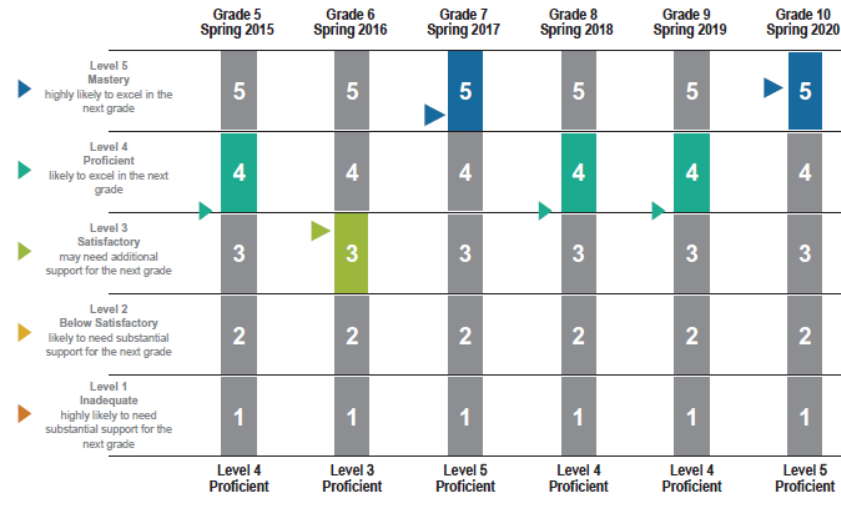 Grade 5 Grade 6 Grade 7 Grade 8 Grade 9 Grade 10
Spring 2015 Spring 2016 Spring 2017 Spring 2018 Spring 2019 Spring 2020
Level 5
Mastery
highly likely to excel in the
next grade
5 5 5 5 5 5
Level 4
Proficient
likely to excel in the next
grade
4 4 4 4 4 4
Level 3
Satisfactory
may need additional
support for the next grade
3 3 3 3 3 3
Level 2
Below Satisfactory
likely to need substantial
support for the next grade
2 2 2 2 2 2
Level 1
Inadequate
highly likely to need
substantial support for the
next grade
1 1 1 1 1 1
Level 4 Level 3 Level 5 Level 4 Level 4 Level 5
Proficient Proficient Proficient Proficient Proficient Proficient